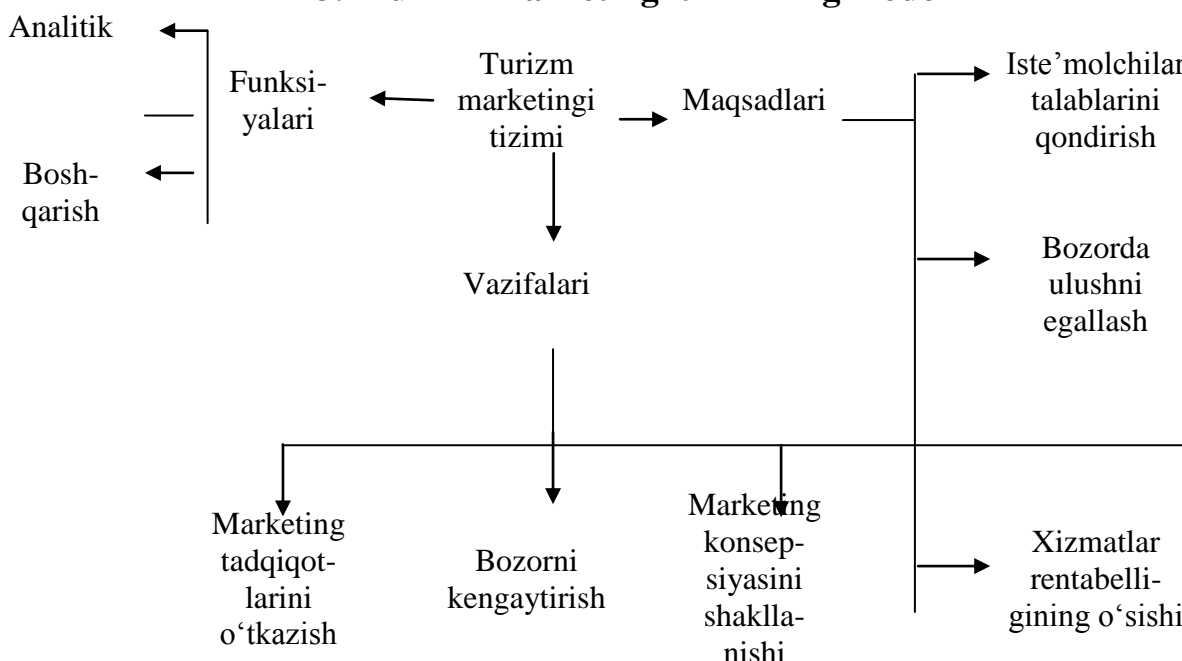 Analitik
Funksi-
yalari
Bosh-
qarish
Turizm
marketingi
tizimi
Maqsadlari
Iste’molchilar
talablarini
qondirish
Bozorda
ulushni
egallash
Vazifalari
Marketing
tadqiqot-
larini
o‘tkazish
Bozorni
kengaytirish
Marketing
konsep-
siyasini
shaklla-
nishi
Xizmatlar
rentabelli-
gining o‘sishi